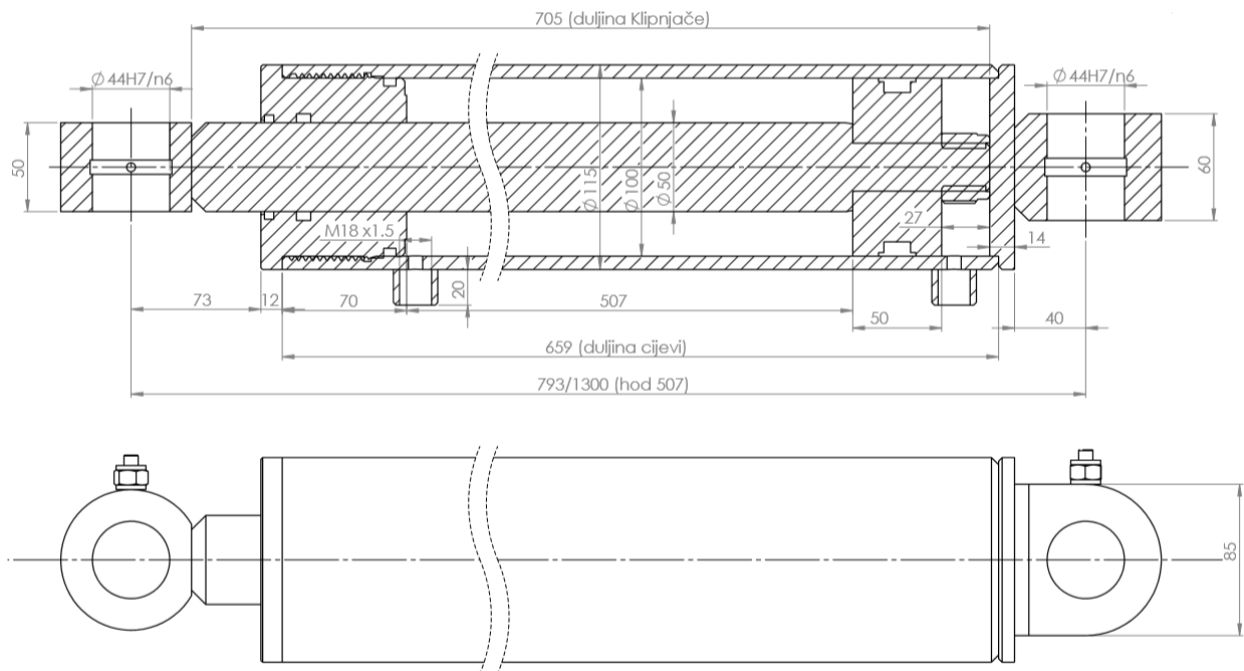 705 (duljina Klipnjače)
Ø 44H7/n6
Ø 44H7/n6
50
Ø 115
Ø 100
Ø 50
60
M18 x1.5
27
14
20
73
12
70
507
50
40
659 (duljina cijevi)
793/1300 (hod 507)
85